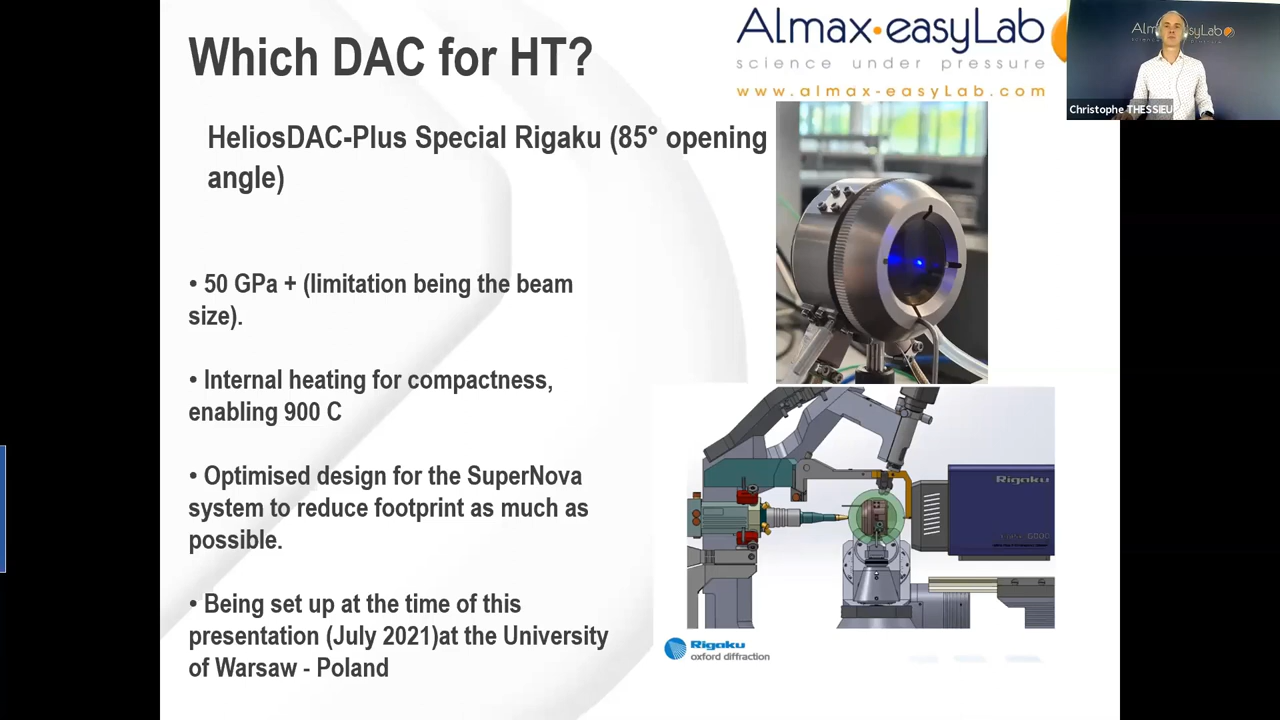 Which DAC for HT?
Almax•easyLab
science under pressure
www.almax-easyLab.com
Almax easyLab
Christophe THESSIEU
HeliosDAC-Plus Special Rigaku (85° opening
angle)
• 50 GPa + (limitation being the beam
size).
• Internal heating for compactness,
enabling 900 C
• Optimised design for the SuperNova
system to reduce footprint as much as
possible.
• Being set up at the time of this
presentation (July 2021)at the University
of Warsaw - Poland
Rigaku
Rigaku
oxford diffraction